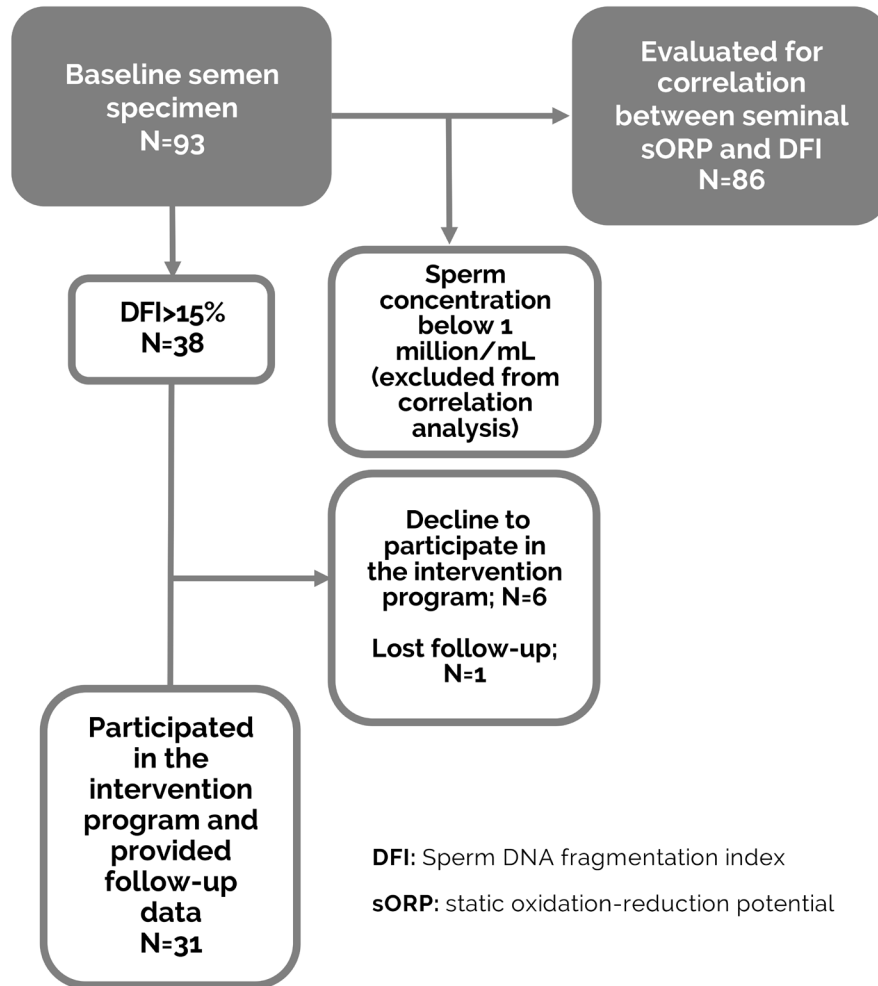 Baseline semen
specimen
N=93
Evaluated for
correlation
between seminal
sORP and DFI
N=86
DFI>15%
N=38
Sperm
concentration
below 1
million/mL
(excluded from
correlation
analysis)
Decline to
participate in
the intervention
program; N=6
Lost follow-up;
N=1
Participated
in the
intervention
program and
provided
follow-up
data
N=31
DFI: Sperm DNA fragmentation index
sORP: static oxidation-reduction potential